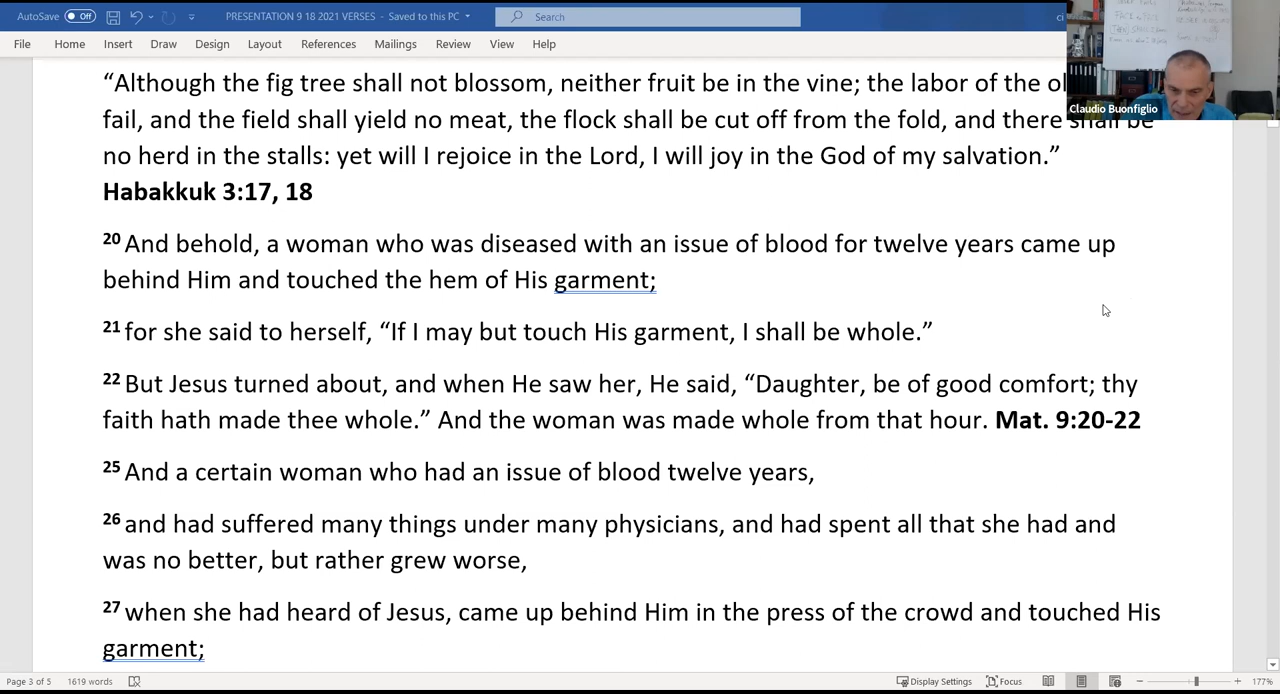 AutoSave Off PRESENTATION 9 18 2021 VERSES - Saved to this PC Search
File Home Insert Draw Design Layout References Mailings Review View Help
Claudio Buonfiglio
“Although the fig tree shall not blossom, neither fruit be in the vine; the labor of the
fail, and the field shall yield no meat, the flock shall be cut off from the fold, and there shall be
no herd in the stalls: yet will I rejoice in the Lord, I will joy in the God of my salvation.”
Habakkuk 3:17, 18
20 And behold, a woman who was diseased with an issue of blood for twelve years came up
behind Him and touched the hem of His garment;
21 for she said to herself, “If I may but touch His garment, I shall be whole.”
22 But Jesus turned about, and when He saw her, He said, “Daughter, be of good comfort; thy
faith hath made thee whole.” And the woman was made whole from that hour. Mat. 9:20-22
25 And a certain woman who had an issue of blood twelve years,
26 and had suffered many things under many physicians, and had spent all that she had and
was no better, but rather grew worse,
27 when she had heard of Jesus, came up behind Him in the press of the crowd and touched His
garment;
Page 3 of 5 1619 words Display Settings Focus 177%